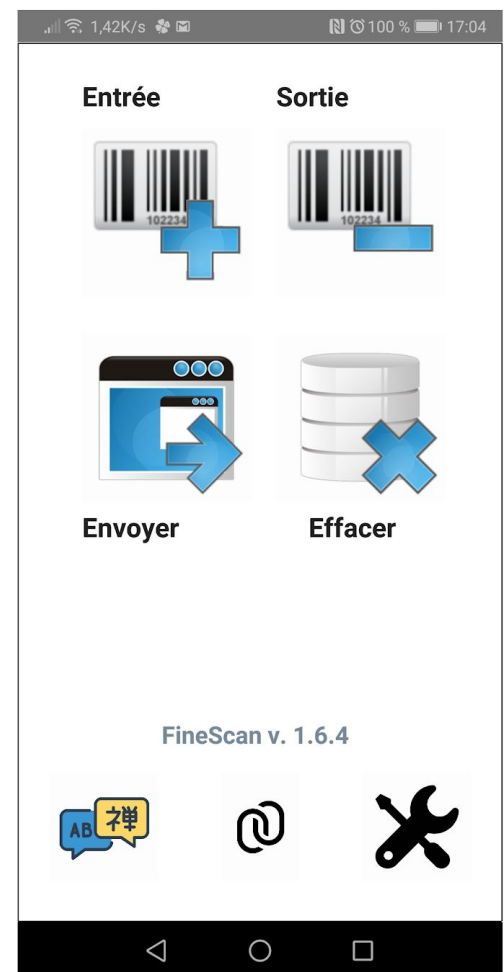 1,42K/s 100 % 17:04
Entrée Sortie
102234 102234
Envoyer Effacer
FineScan v. 1.6.4
AB 禅